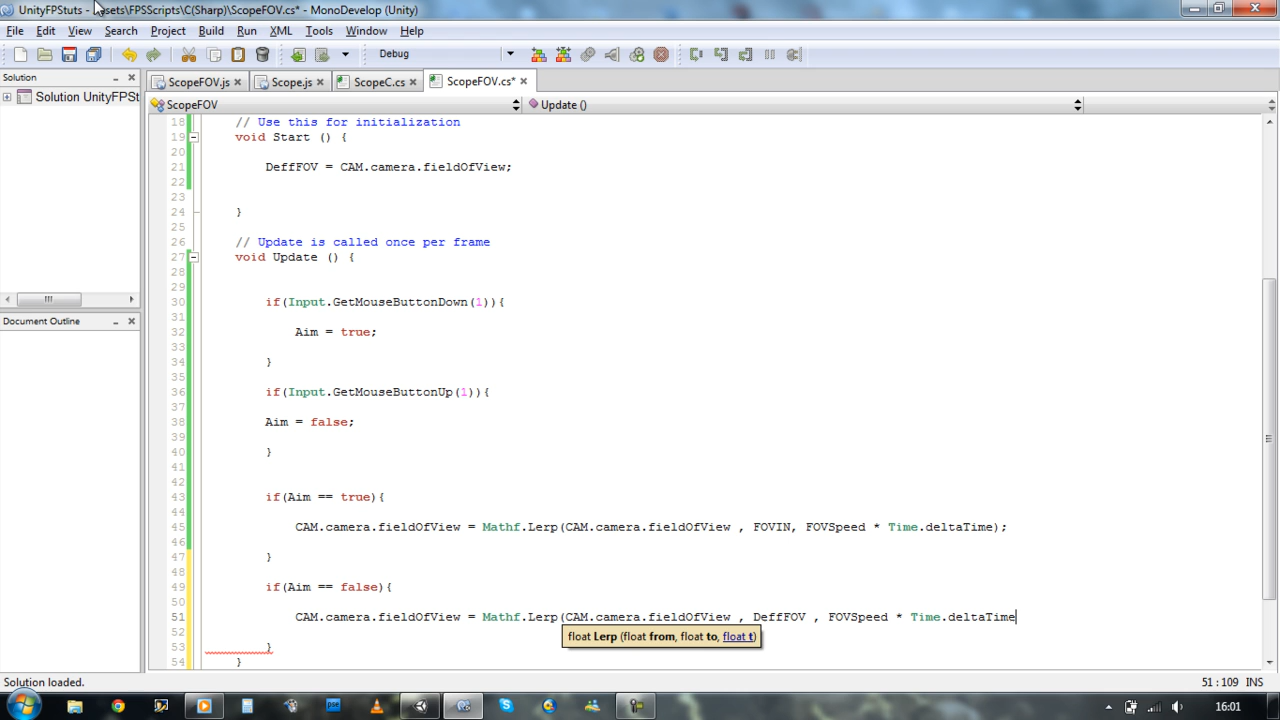 UnityFPStuts - Assets\FPSScripts\C(Sharp)\ScopeFOV.cs* - MonoDevelop (Unity)
File Edit View Search Project Build Run XML Tools Window Help
Debug
Solution
ScopeFOV.js Scope.js ScopeC.cs ScopeFOV.cs*
Solution UnityFPSt
ScopeFOV Update ()
18 // Use this for initialization
19 void Start () {
20
21 DeffFOV = CAM.camera.fieldOfView;
22
23
24 }
25
26 // Update is called once per frame
27 void Update () {
28
29
30 if(Input.GetMouseButtonDown(1)){
31
32 Aim = true;
33
34 }
35
36 if(Input.GetMouseButtonUp(1)){
37
38 Aim = false;
39
40 }
41
42
43 if(Aim == true){
44
45 CAM.camera.fieldOfView = Mathf.Lerp(CAM.camera.fieldOfView , FOVIN, FOVSpeed * Time.deltaTime);
46
47 }
48
49 if(Aim == false){
50
51 CAM.camera.fieldOfView = Mathf.Lerp(CAM.camera.fieldOfView , DeffFOV , FOVSpeed * Time.deltaTime
52
float Lerp (float from, float to, float t)
53 }
54 }
Document Outline
Solution loaded.
51 : 109 INS
16:01